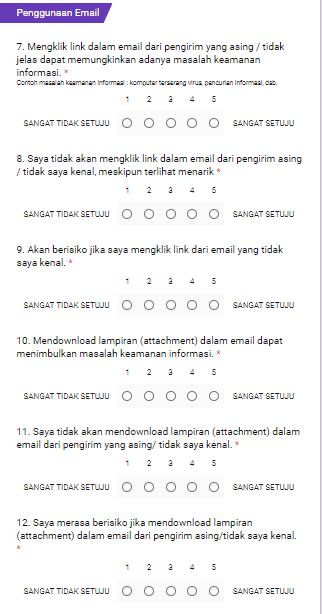 Penggunaan Email
7. Mengklik link dalam email dari pengirim yang asing / tidak
jelas dapat memungkinkan adanya masalah keamanan
informasi. *
Contoh masalah keamanan informasi : komputer terserang virus, pencurian informasi, dsb.
1 2 3 4 5
SANGAT TIDAK SETUJU SANGAT SETUJU
8. Saya tidak akan mengklik link dalam email dari pengirim asing
/ tidak saya kenal, meskipun terlihat menarik *
1 2 3 4 5
SANGAT TIDAK SETUJU SANGAT SETUJU
9. Akan berisiko jika saya mengklik link dari email yang tidak
saya kenal. *
1 2 3 4 5
SANGAT TIDAK SETUJU SANGAT SETUJU
10. Mendownload lampiran (attachment) dalam email dapat
menimbulkan masalah keamanan informasi. *
1 2 3 4 5
SANGAT TIDAK SETUJU SANGAT SETUJU
11. Saya tidak akan mendownload lampiran (attachment) dalam
email dari pengirim yang asing/ tidak saya kenal. *
1 2 3 4 5
SANGAT TIDAK SETUJU SANGAT SETUJU
12. Saya merasa berisiko jika mendownload lampiran
(attachment) dalam email dari pengirim asing/tidak saya kenal.
*
1 2 3 4 5
SANGAT TIDAK SETUJU SANGAT SETUJU